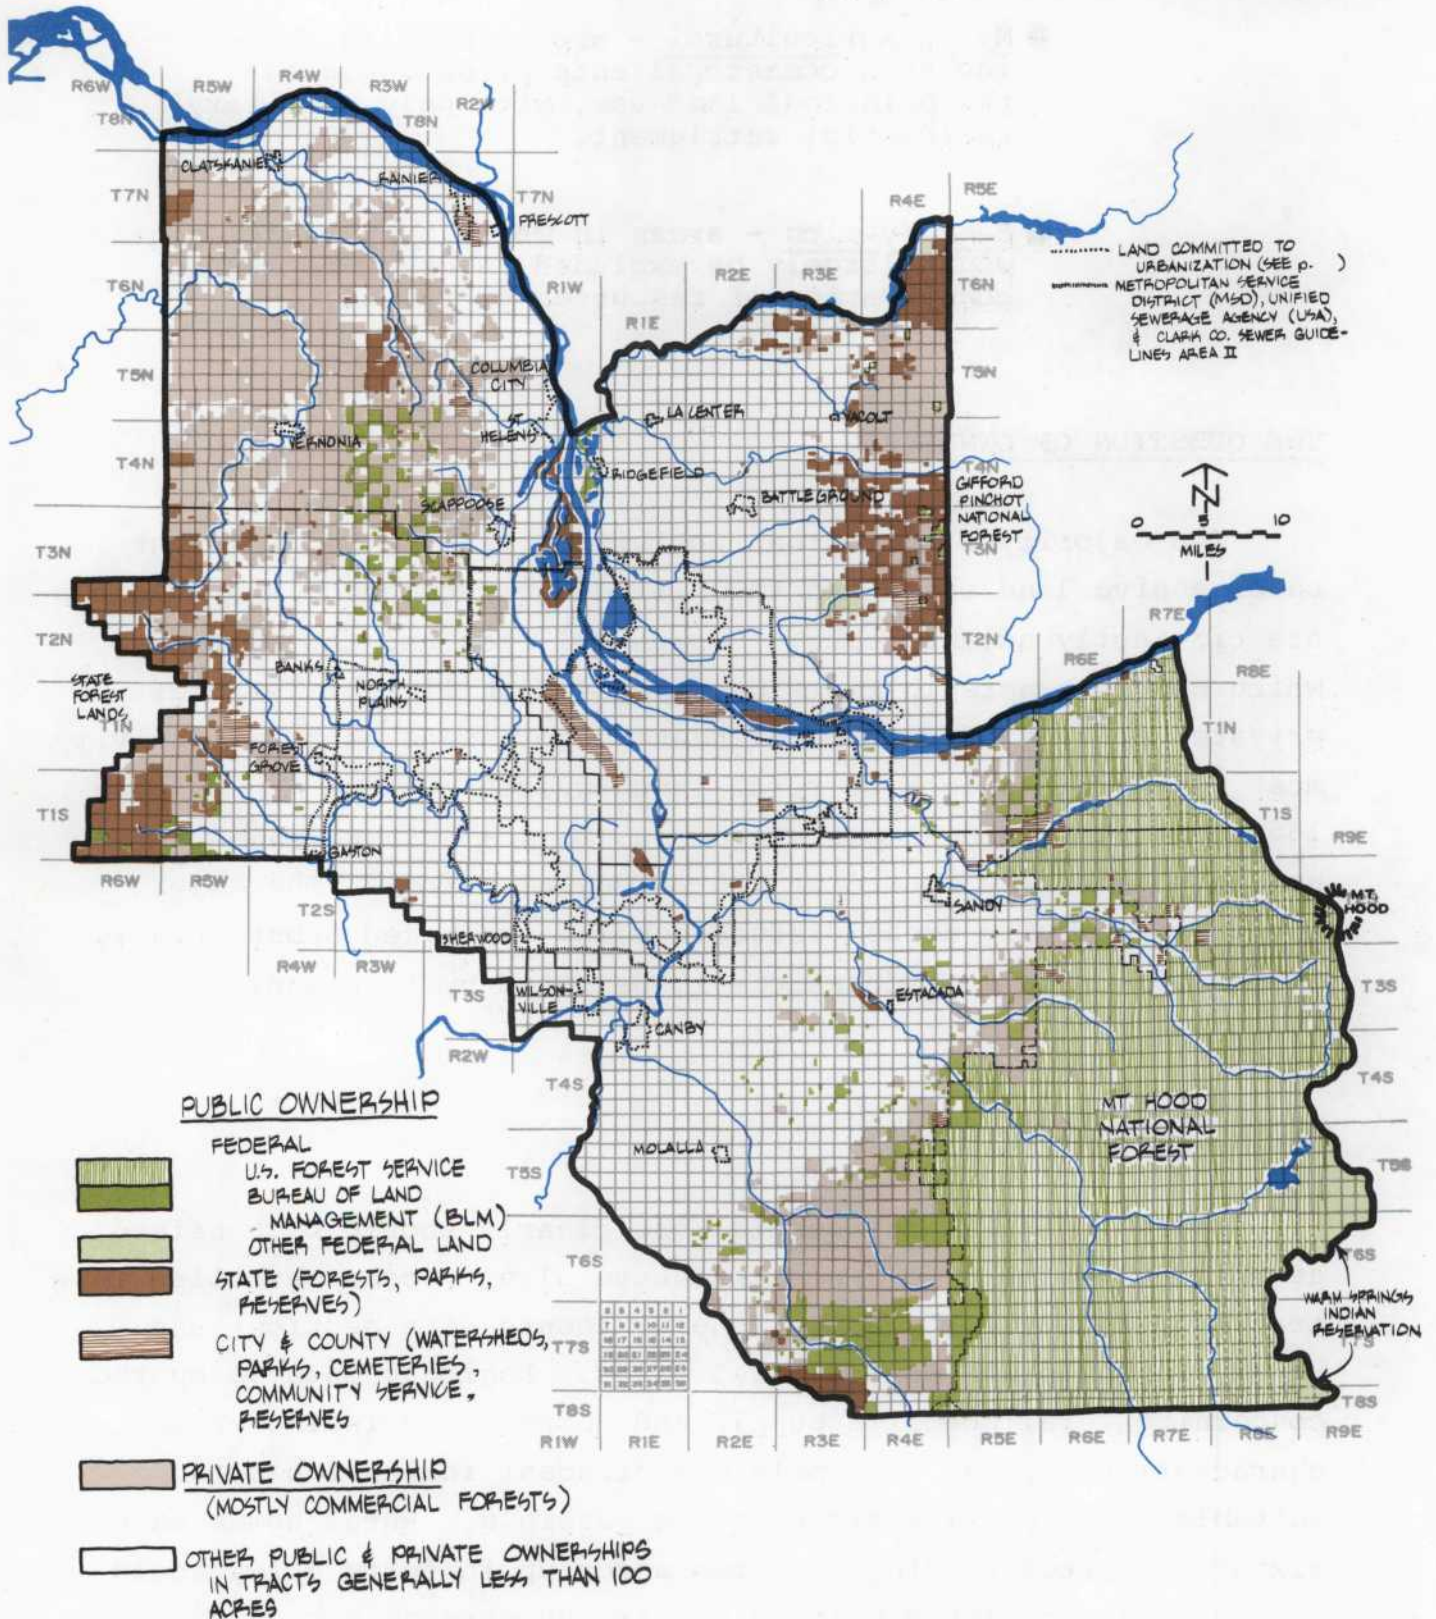 R6W
R5W
R4W
R3W
R2W
T8N
T8N
CLATSKANIE
RAINIER
T7N
T7N
PRESCOTT
R4E
R5E
LAND COMMITTED TO
URBANIZATION (SEE p. )
METROPOLITAN SERVICE
DISTRICT (MSD), UNIFIED
SEWERAGE AGENCY (USA),
& CLARK CO. SEWER GUIDE-
LINES AREA II
T6N
R1W
R2E
R3E
T6N
R1E
T5N
COLUMBIA
CITY
T5N
ST
HELENS
LA CENTER
YACOLT
VERNONIA
T4N
RIDGEFIELD
T4N
SCAPPOOSE
BATTLEGROUND
GIFFORD
PINCHOT
NATIONAL
FOREST
N
0 5 10
MILES
T3N
T3N
T2N
T2N
R7E
BANKS
R6E
R8E
STATE
FOREST
LANDS
NORTH
PLAINS
T1N
T1N
FOREST
GROVE
T1S
T1S
R9E
GASTON
R6W
R5W
SANDY
MT.
HOOD
T2S
SHERWOOD
R4W
R3W
T3S
WILSON-
VILLE
ESTACADA
T3S
CANBY
R2W
T4S
T4S
MT HOOD
NATIONAL
FOREST
MOLALLA
T5S
T5S
T6S
T6S
WARM SPRINGS
INDIAN
RESERVATION
T7S
T7S
T8S
T8S
R1W
R1E
R2E
R3E
R4E
R5E
R6E
R7E
R8E
R9E
PUBLIC OWNERSHIP
FEDERAL
U.S. FOREST SERVICE
BUREAU OF LAND
MANAGEMENT (BLM)
OTHER FEDERAL LAND
STATE (FORESTS, PARKS,
RESERVES)
CITY & COUNTY (WATERSHEDS,
PARKS, CEMETERIES,
COMMUNITY SERVICE,
RESERVES
PRIVATE OWNERSHIP
(MOSTLY COMMERCIAL FORESTS)
OTHER PUBLIC & PRIVATE OWNERSHIPS
IN TRACTS GENERALLY LESS THAN 100
ACRES